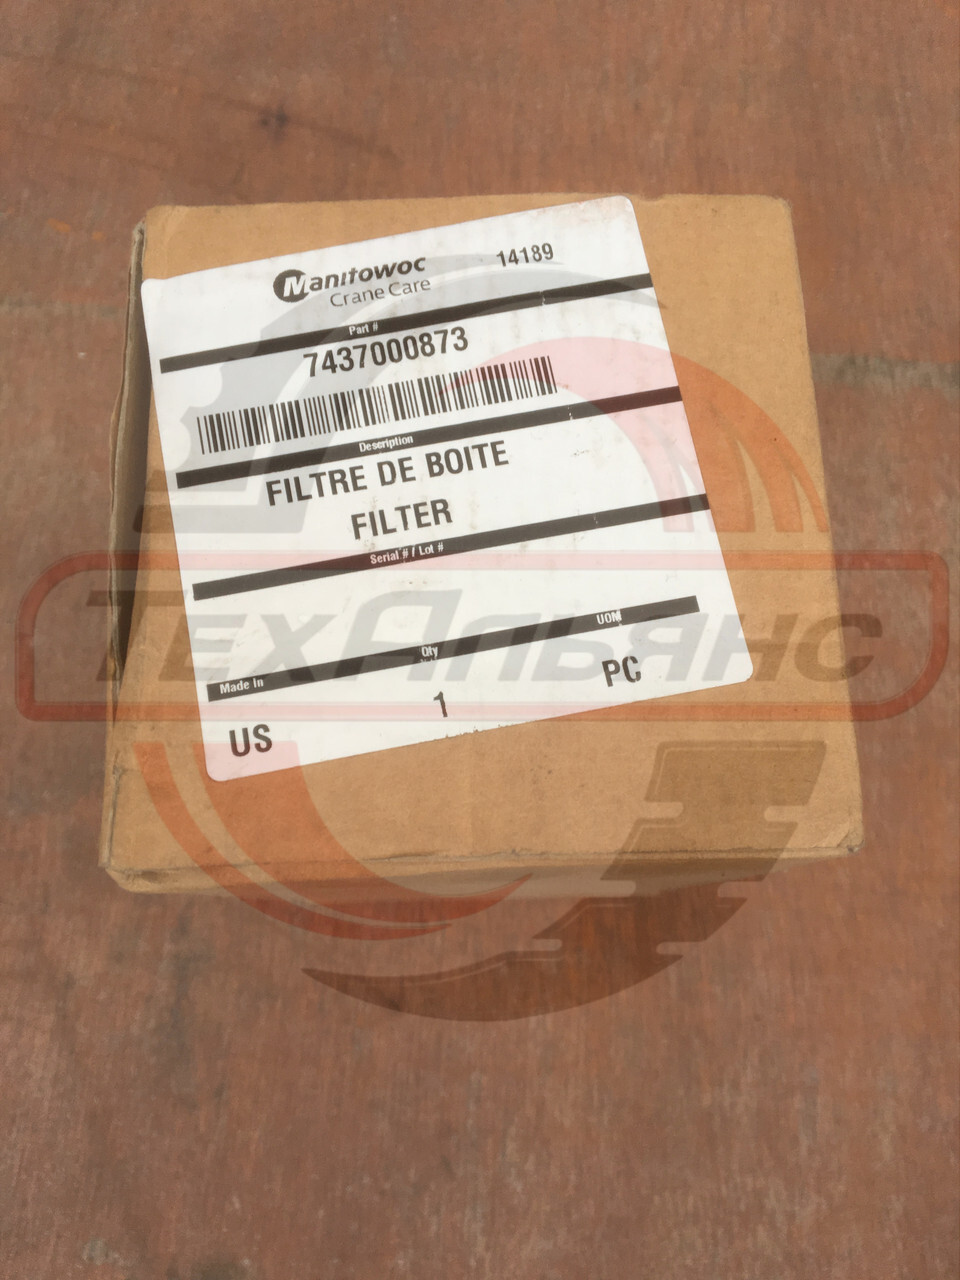 Manitowoc
Crane Care
14189
Part #
7437000873
Description
FILTRE DE BOITE
FILTER
Serial # / Lot #
Made in
Qty
UOM
US
1
PC
ТехАльянс